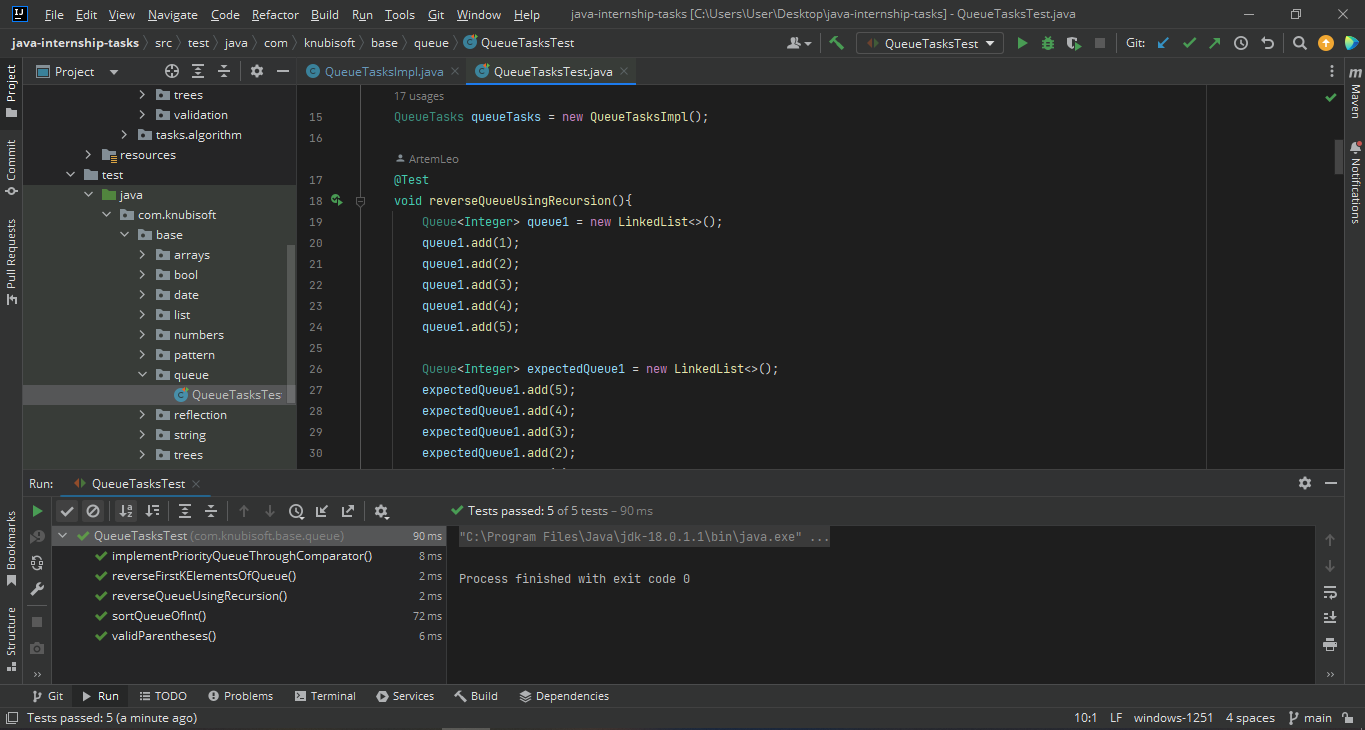 File Edit View Navigate Code Refactor Build Run Tools Git Window Help java-internship-tasks [C:\Users\User\Desktop\java-internship-tasks] - QueueTasksTest.java
java-internship-tasks src test java com knubisoft base queue QueueTasksTest QueueTasksTest Git:
Project QueueTasksImpl.java QueueTasksTest.java
Project
Commit
Pull Requests
Bookmarks
Structure
trees
validation
tasks.algorithm
resources
test
java
com.knubisoft
base
arrays
bool
date
list
numbers
pattern
queue
QueueTasksTes
reflection
string
trees
17 usages
15 QueueTasks queueTasks = new QueueTasksImpl();
16
ArtemLeo
17 @Test
18 void reverseQueueUsingRecursion(){
19 Queue<Integer> queue1 = new LinkedList<>();
20 queue1.add(1);
21 queue1.add(2);
22 queue1.add(3);
23 queue1.add(4);
24 queue1.add(5);
25
26 Queue<Integer> expectedQueue1 = new LinkedList<>();
27 expectedQueue1.add(5);
28 expectedQueue1.add(4);
29 expectedQueue1.add(3);
30 expectedQueue1.add(2);
m
Maven
Notifications
Run: QueueTasksTest
Tests passed: 5 of 5 tests – 90 ms
QueueTasksTest (com.knubisoft.base.queue) 90 ms
implementPriorityQueueThroughComparator() 8 ms
reverseFirstKElementsOfQueue() 2 ms
reverseQueueUsingRecursion() 2 ms
sortQueueOfInt() 72 ms
validParentheses() 6 ms
"C:\Program Files\Java\jdk-18.0.1.1\bin\java.exe" ...
Process finished with exit code 0
Git Run TODO Problems Terminal Services Build Dependencies
Tests passed: 5 (a minute ago) 10:1 LF windows-1251 4 spaces main